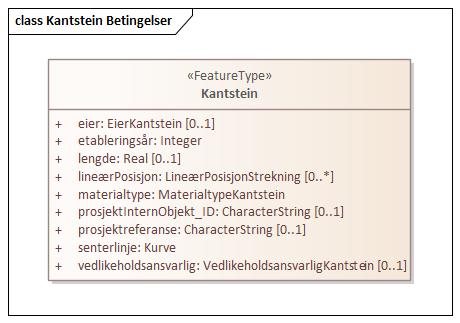 class Kantstein Betingelser
«FeatureType»
Kantstein
+ eier: EierKantstein [0..1]
+ etableringsår: Integer
+ lengde: Real [0..1]
+ lineærPosisjon: LineærPosisjonStrekning [0..*]
+ materialtype: MaterialtypeKantstein
+ prosjektInternObjekt_ID: CharacterString [0..1]
+ prosjektreferanse: CharacterString [0..1]
+ senterlinje: Kurve
+ vedlikeholdsansvarlig: VedlikeholdsansvarligKantstein [0..1]